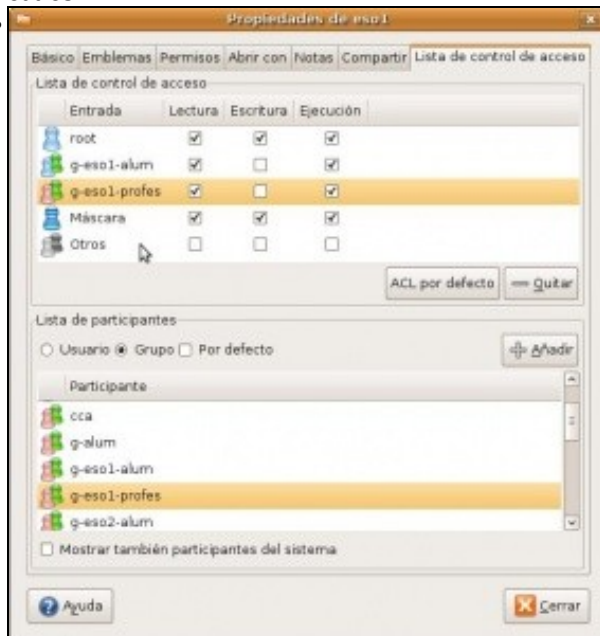 Propiedades de eso1
Básico Emblemas Permisos Abrir con Notas Compartir Lista de control de acceso
Lista de control de acceso
Entrada Lectura Escritura Ejecución
root
g-eso1-alum
g-eso1-profes
Máscara
Otros
ACL por defecto Quitar
Lista de participantes
Usuario Grupo Por defecto Añadir
Participante
cca
g-alum
g-eso1-alum
g-eso1-profes
g-eso2-alum
Mostrar también participantes del sistema
Ayuda Cerrar